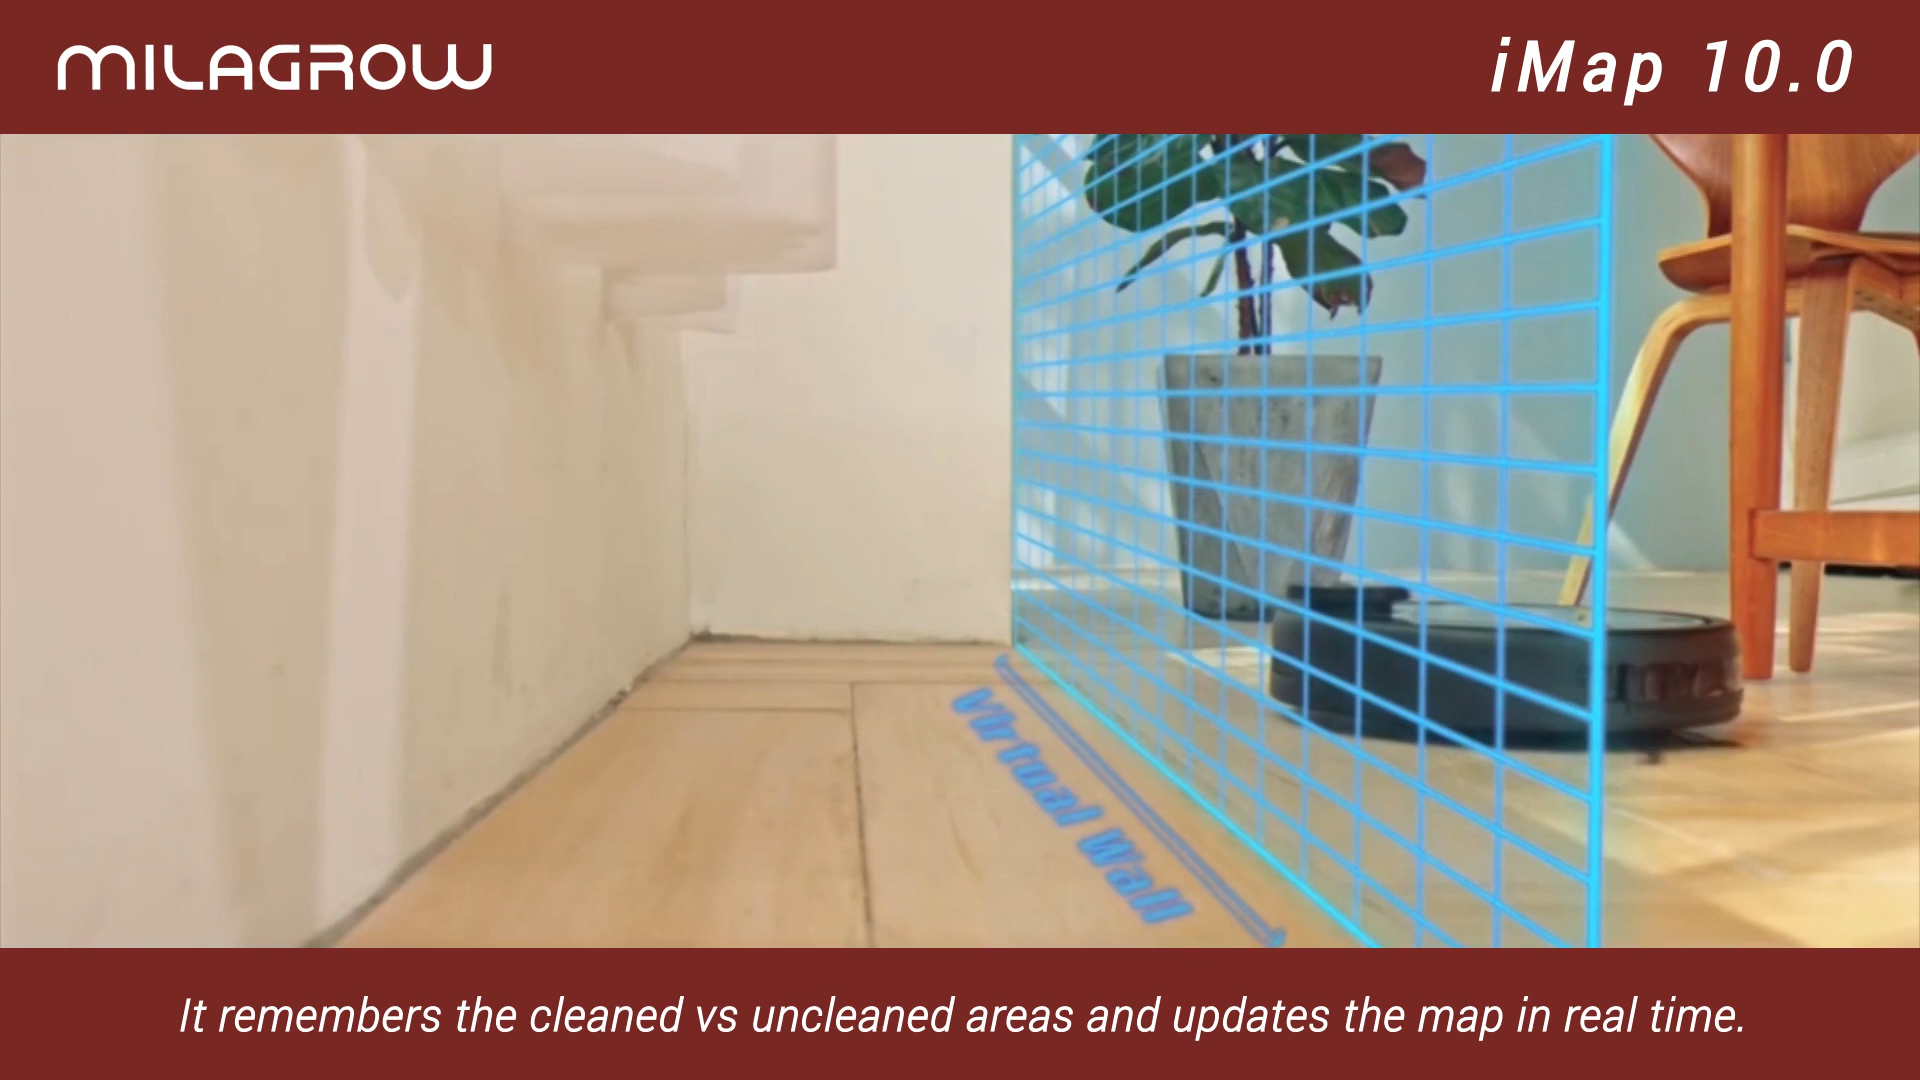 MILAGROW
iMap 10.0
Virtual Wall
It remembers the cleaned vs uncleaned areas and updates the map in real time.